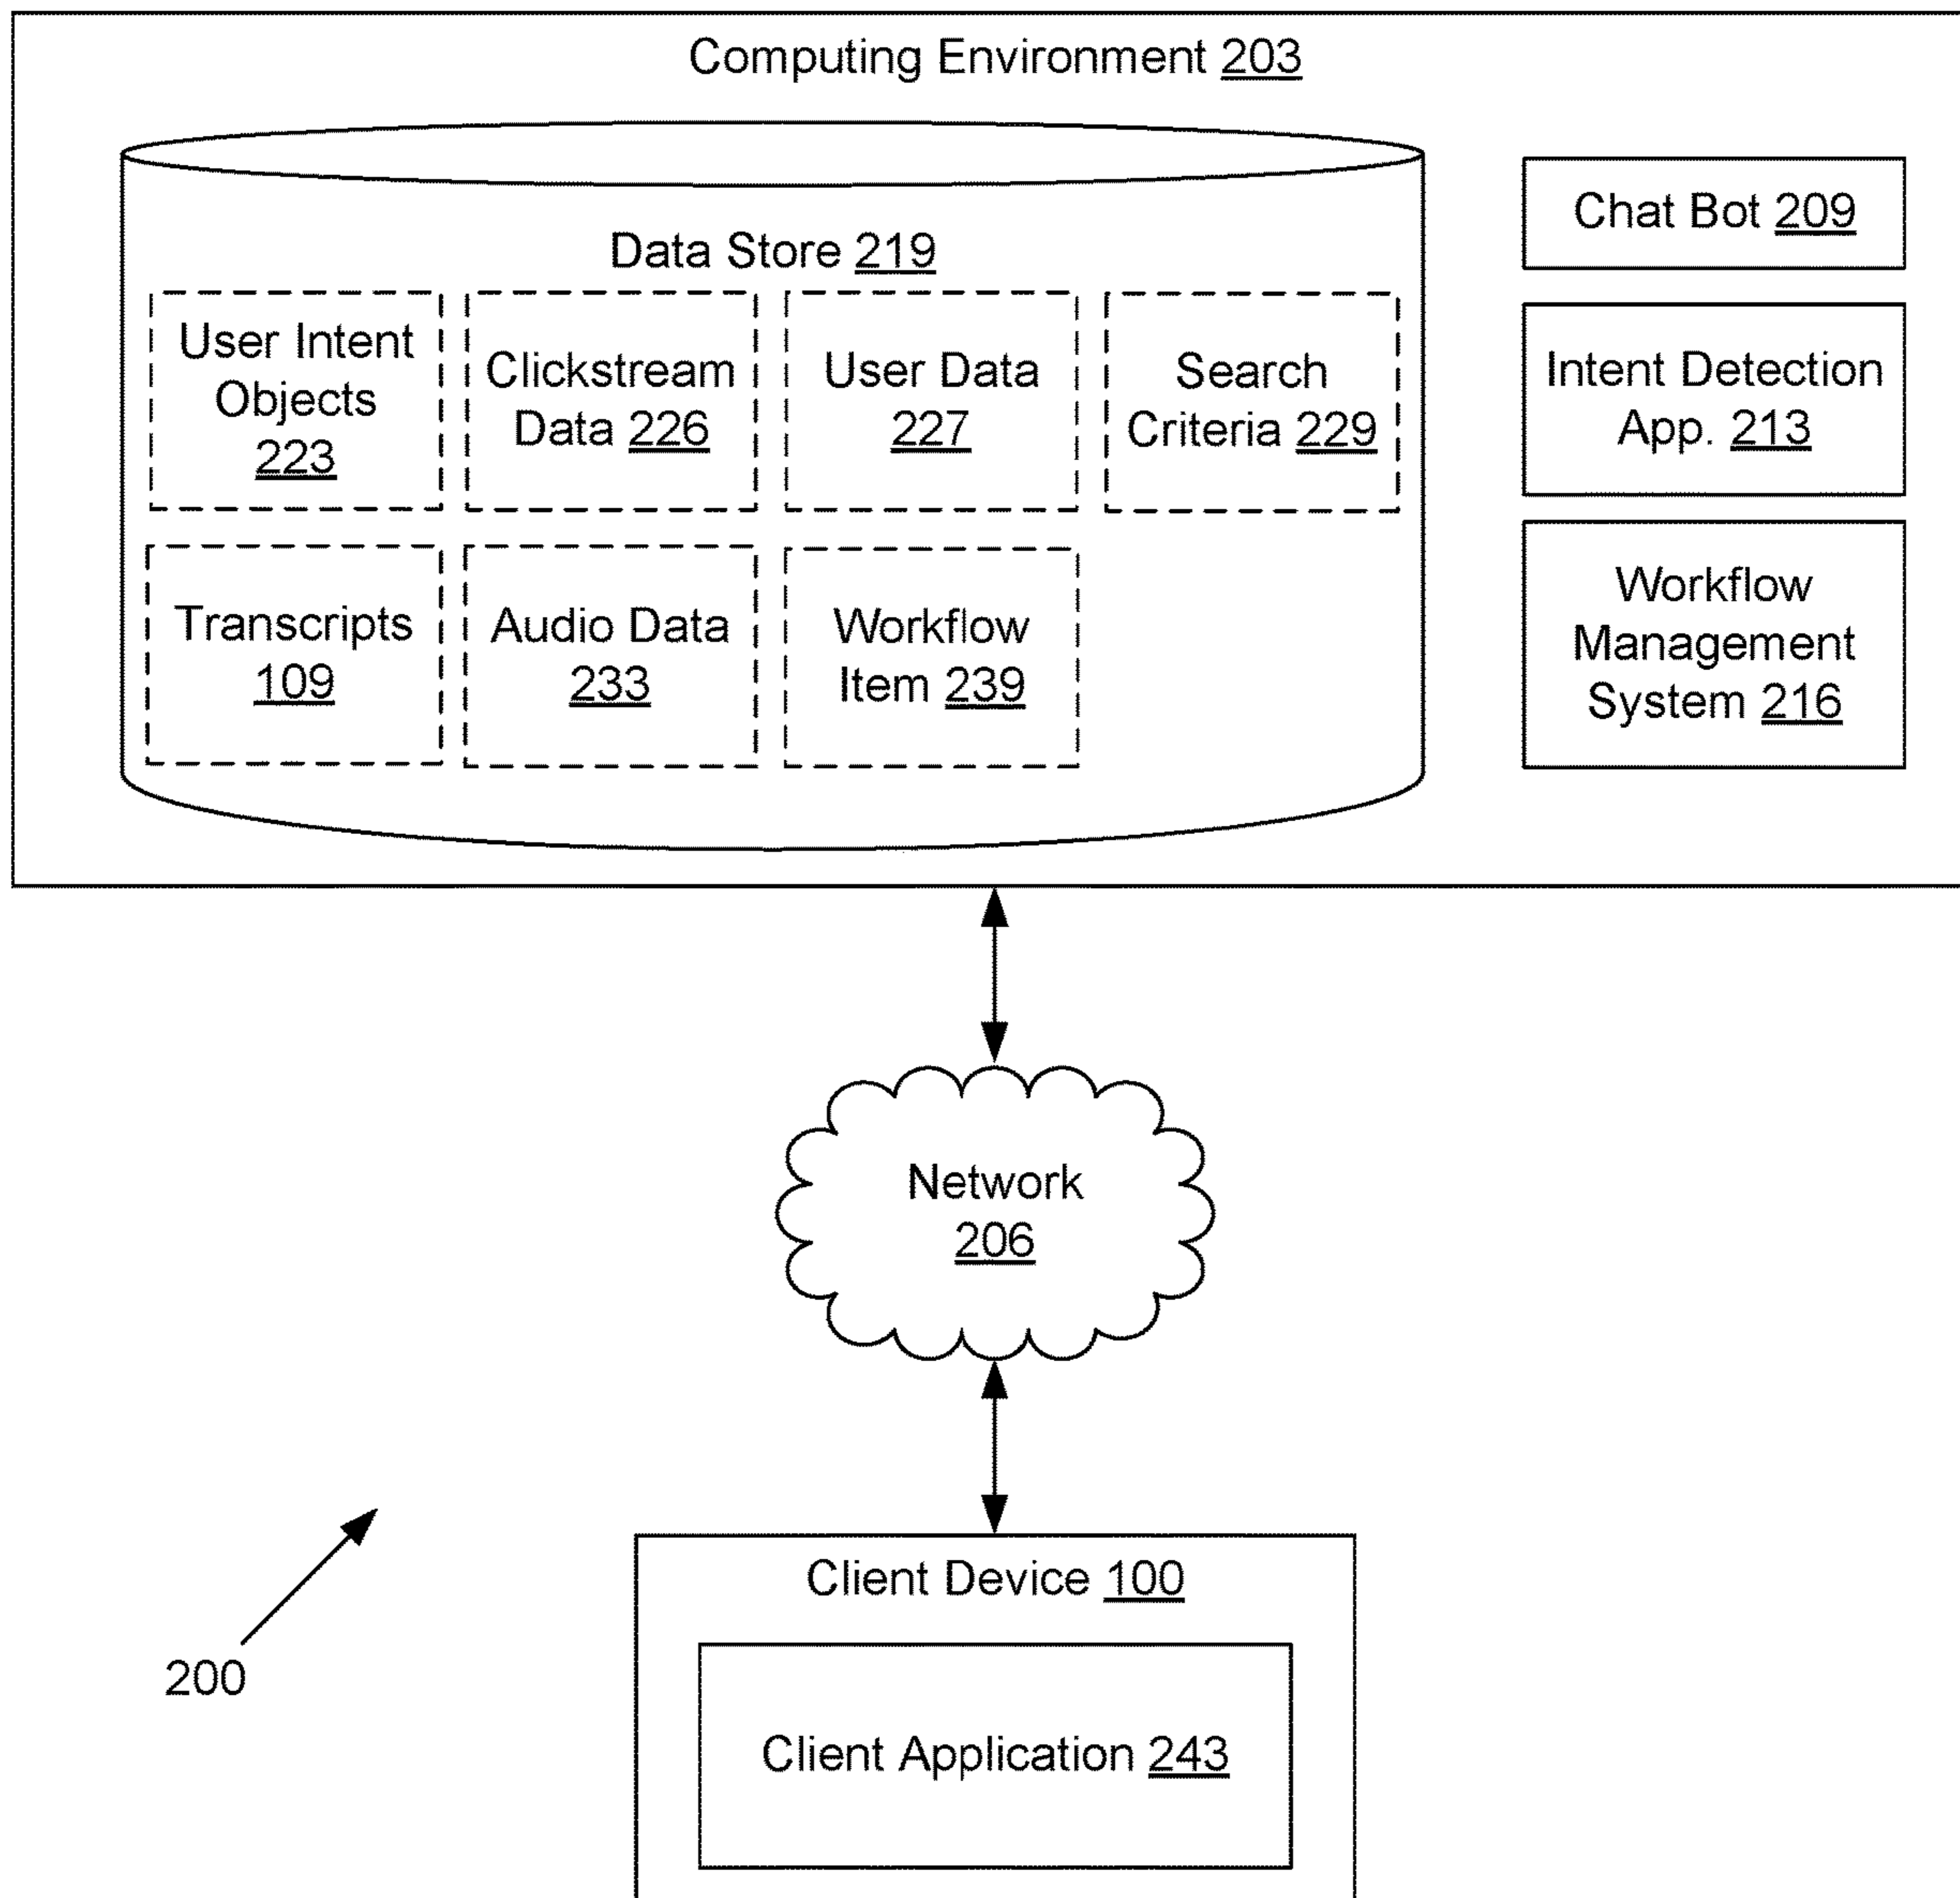 Computing Environment 203
Data Store 219
User Intent
Objects
223
Clickstream
Data 226
User Data
227
Search
Criteria 229
Transcripts
109
Audio Data
233
Workflow
Item 239
Chat Bot 209
Intent Detection
App. 213
Workflow
Management
System 216
Network
206
200
Client Device 100
Client Application 243